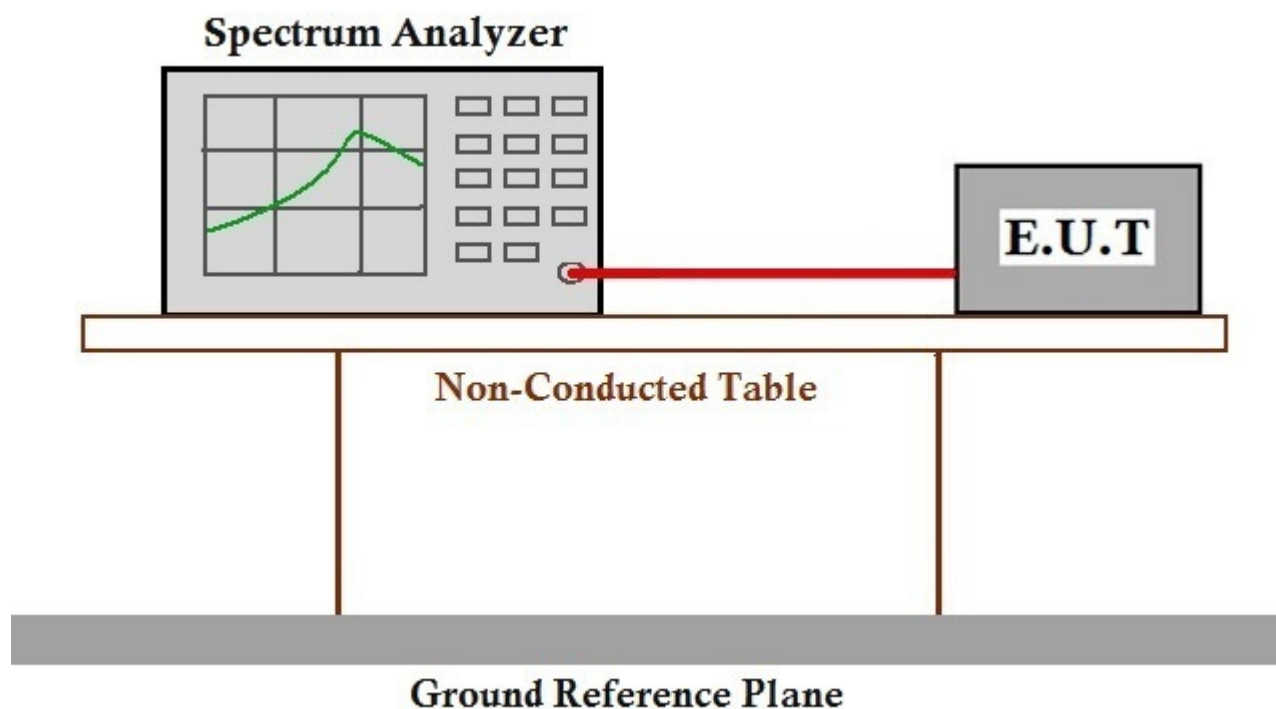 Spectrum Analyzer
E.U.T
Non-Conducted Table
Ground Reference Plane